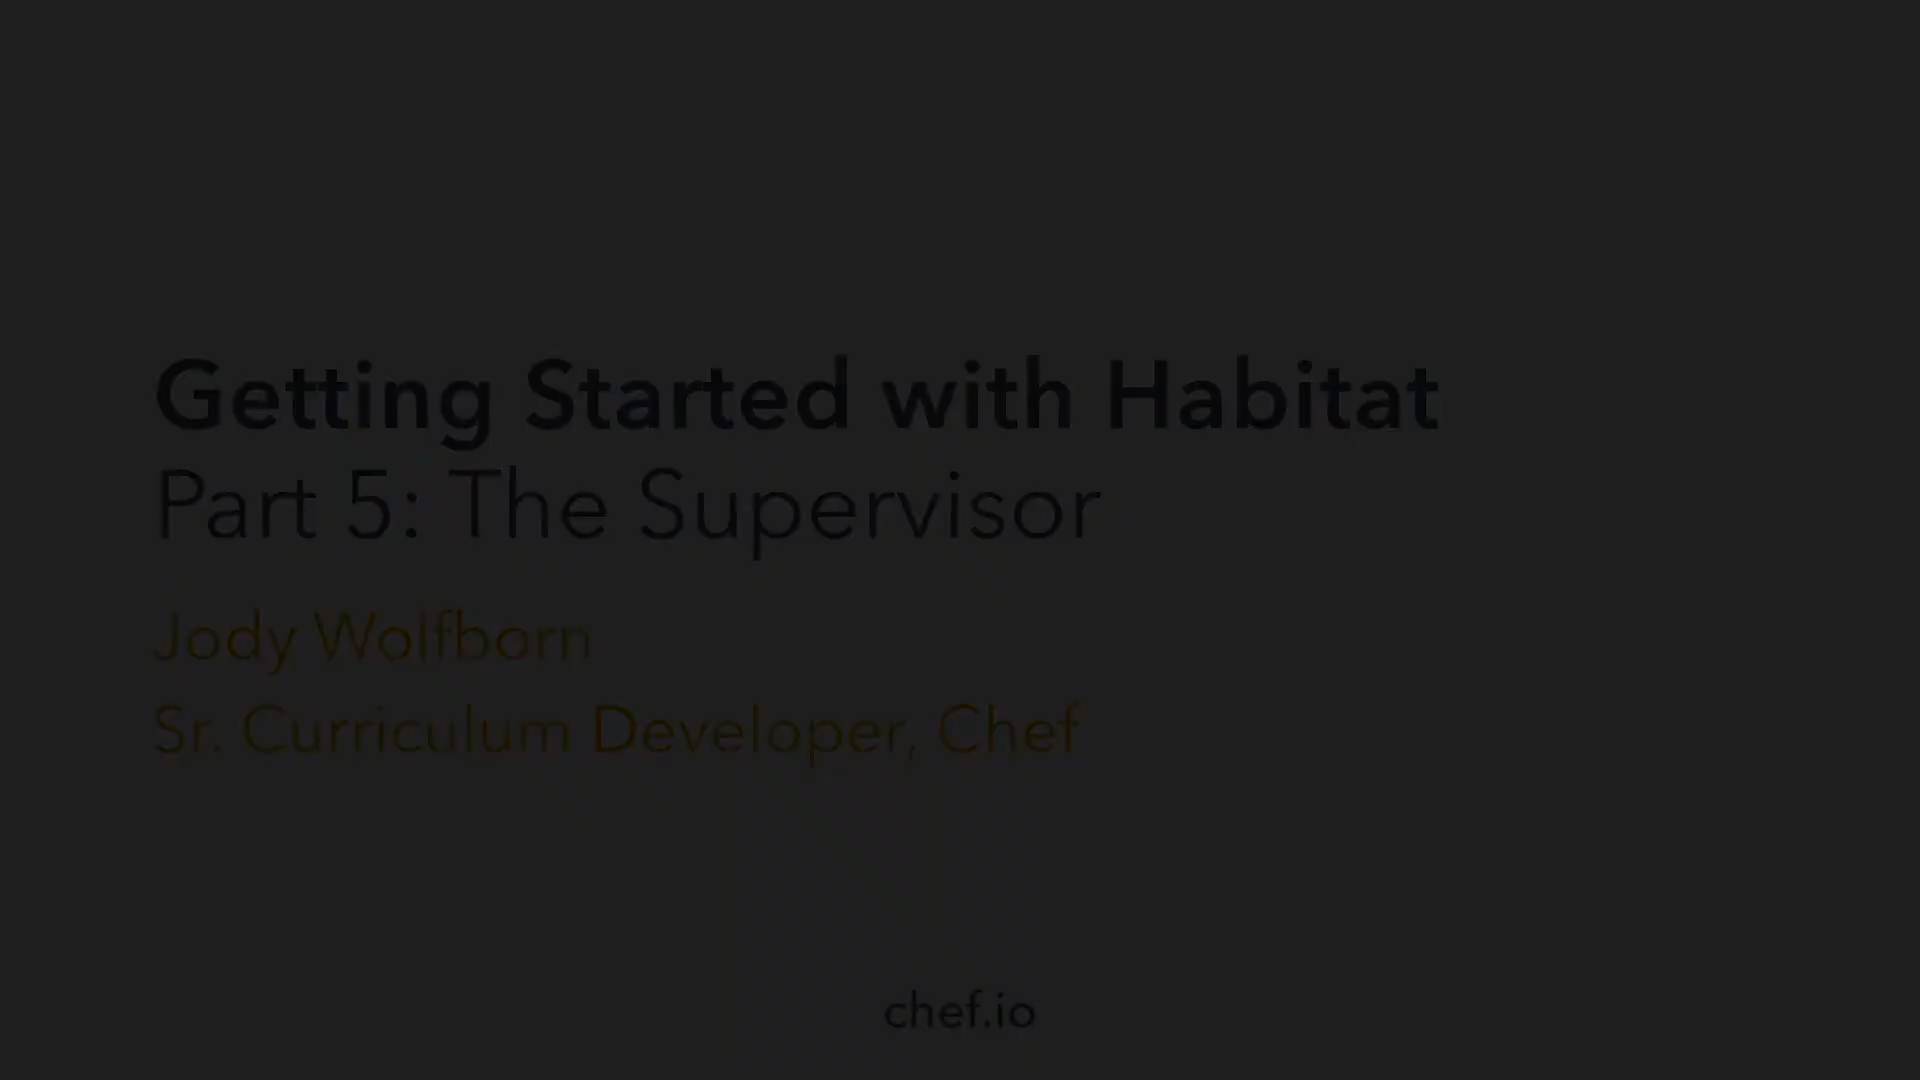 Getting Started with Habitat
Part 5: The Supervisor
Jody Wolfborn
Sr. Curriculum Developer, Chef
chef.io